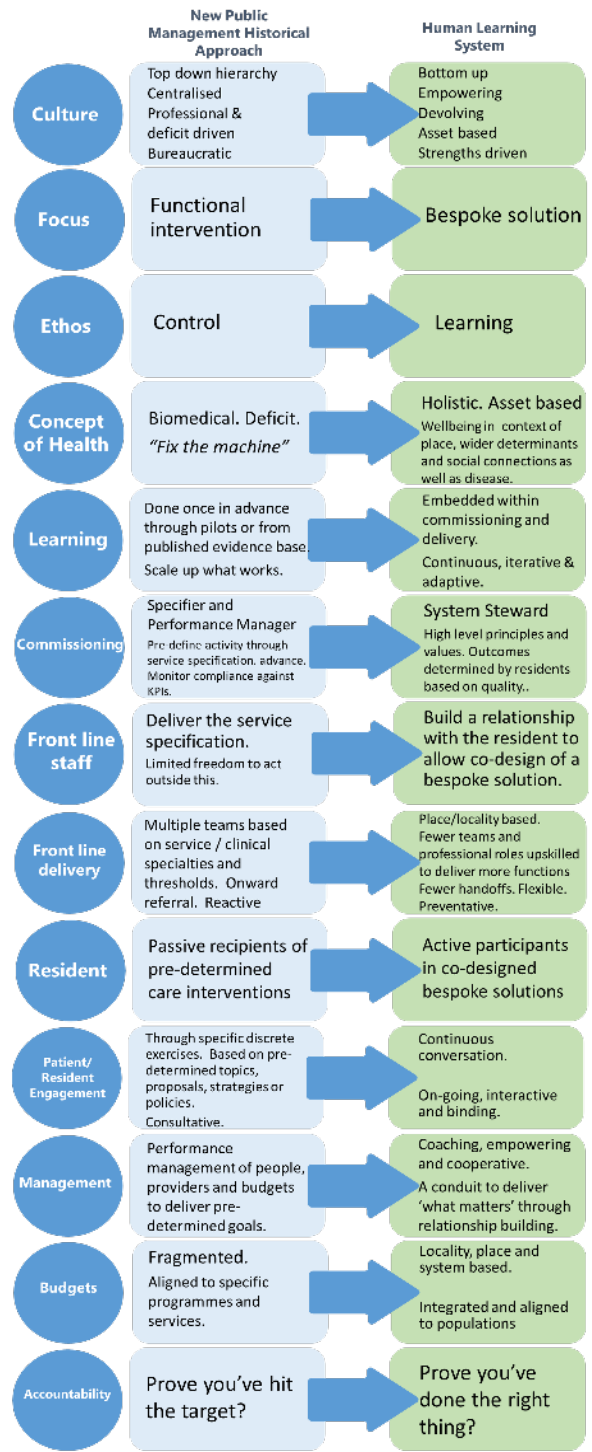 New Public
Management Historical
Approach
Human Learning
System
Culture
Top down hierarchy
Centralised
Professional &
deficit driven
Bureaucratic
Bottom up
Empowering
Devolving
Asset based
Strengths driven
Focus
Functional
intervention
Bespoke solution
Ethos
Control
Learning
Concept
of Health
Biomedical. Deficit.
"Fix the machine"
Holistic. Asset based
Wellbeing in context of
place, wider determinants
and social connections as
well as disease.
Learning
Done once in advance
through pilots or from
published evidence base.
Scale up what works.
Embedded within
commissioning and
delivery.
Continuous, iterative &
adaptive.
Commissioning
Specifier and
Performance Manager
Pre-define activity through
service specification. advance.
Monitor compliance against
KPIs.
System Steward
High level principles and
values. Outcomes
determined by residents
based on quality..
Front line
staff
Deliver the service
specification.
Limited freedom to act
outside this.
Build a relationship
with the resident to
allow co-design of a
bespoke solution.
Front line
delivery
Multiple teams based
on service / clinical
specialties and
thresholds. Onward
referral. Reactive
Place/locality based.
Fewer teams and
professional roles upskilled
to deliver more functions
Fewer handoffs. Flexible.
Preventative.
Resident
Passive recipients of
pre-determined
care interventions
Active participants
in co-designed
bespoke solutions
Patient/
Resident
Engagement
Through specific discrete
exercises. Based on pre-
determined topics,
proposals, strategies or
policies.
Consultative.
Continuous
conversation.
On-going, interactive
and binding.
Management
Performance
management of people,
providers and budgets
to deliver pre-
determined goals.
Coaching, empowering
and cooperative.
A conduit to deliver
'what matters' through
relationship building.
Budgets
Fragmented.
Aligned to specific
programmes and
services.
Locality, place and
system based.
Integrated and aligned
to populations
Accountability
Prove you've hit
the target?
Prove you've
done the right
thing?